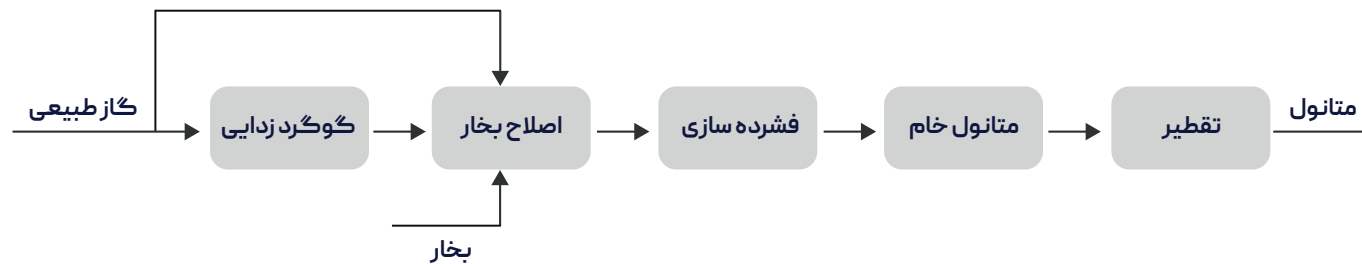 گاز طبیعی
گوگرد زدایی
اصلاح بخار
بخار
فشرده سازی
متانول خام
تقطیر
متانول